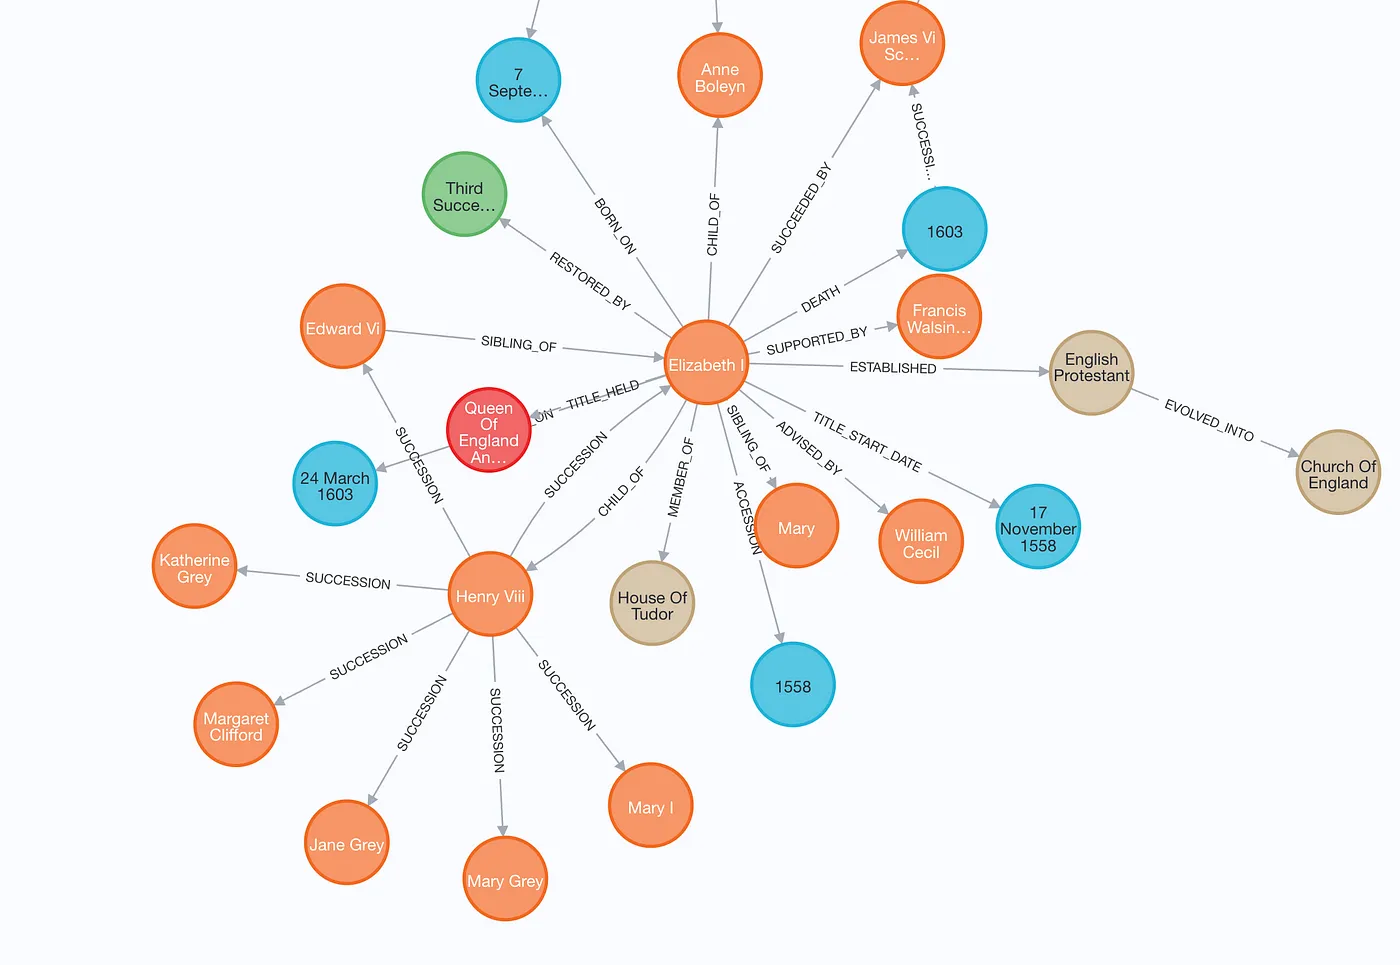 7
Septe…
Anne
Boleyn
James Vi
Sc…
SUCCESSI…
Third
Succe…
BORN_ON
CHILD_OF
SUCCEEDED_BY
1603
RESTORED_BY
DEATH
Francis
Walsin…
Edward Vi
SIBLING_OF
SUPPORTED_BY
Elizabeth I
ESTABLISHED
English
Protestant
EVOLVED_INTO
Queen
Of
England
An…
_ON
TITLE_HELD
SUCCESSION
24 March
1603
SUCCESSION
CHILD_OF
MEMBER_OF
SIBLING_OF
ACCESSION
ADVISED_BY
TITLE_START_DATE
Church Of
England
Mary
William
Cecil
17
November
1558
Katherine
Grey
SUCCESSION
Henry Viii
House Of
Tudor
SUCCESSION
SUCCESSION
SUCCESSION
SUCCESSION
1558
Margaret
Clifford
Mary I
Jane Grey
Mary Grey